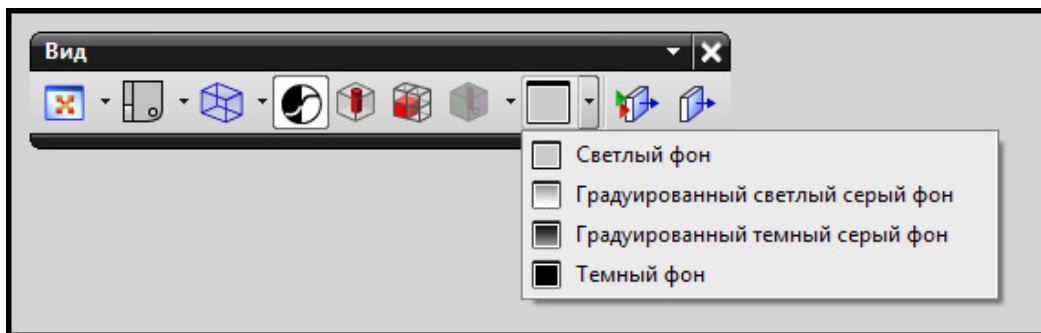 Вид
Светлый фон
Градуированный светлый серый фон
Градуированный темный серый фон
Темный фон